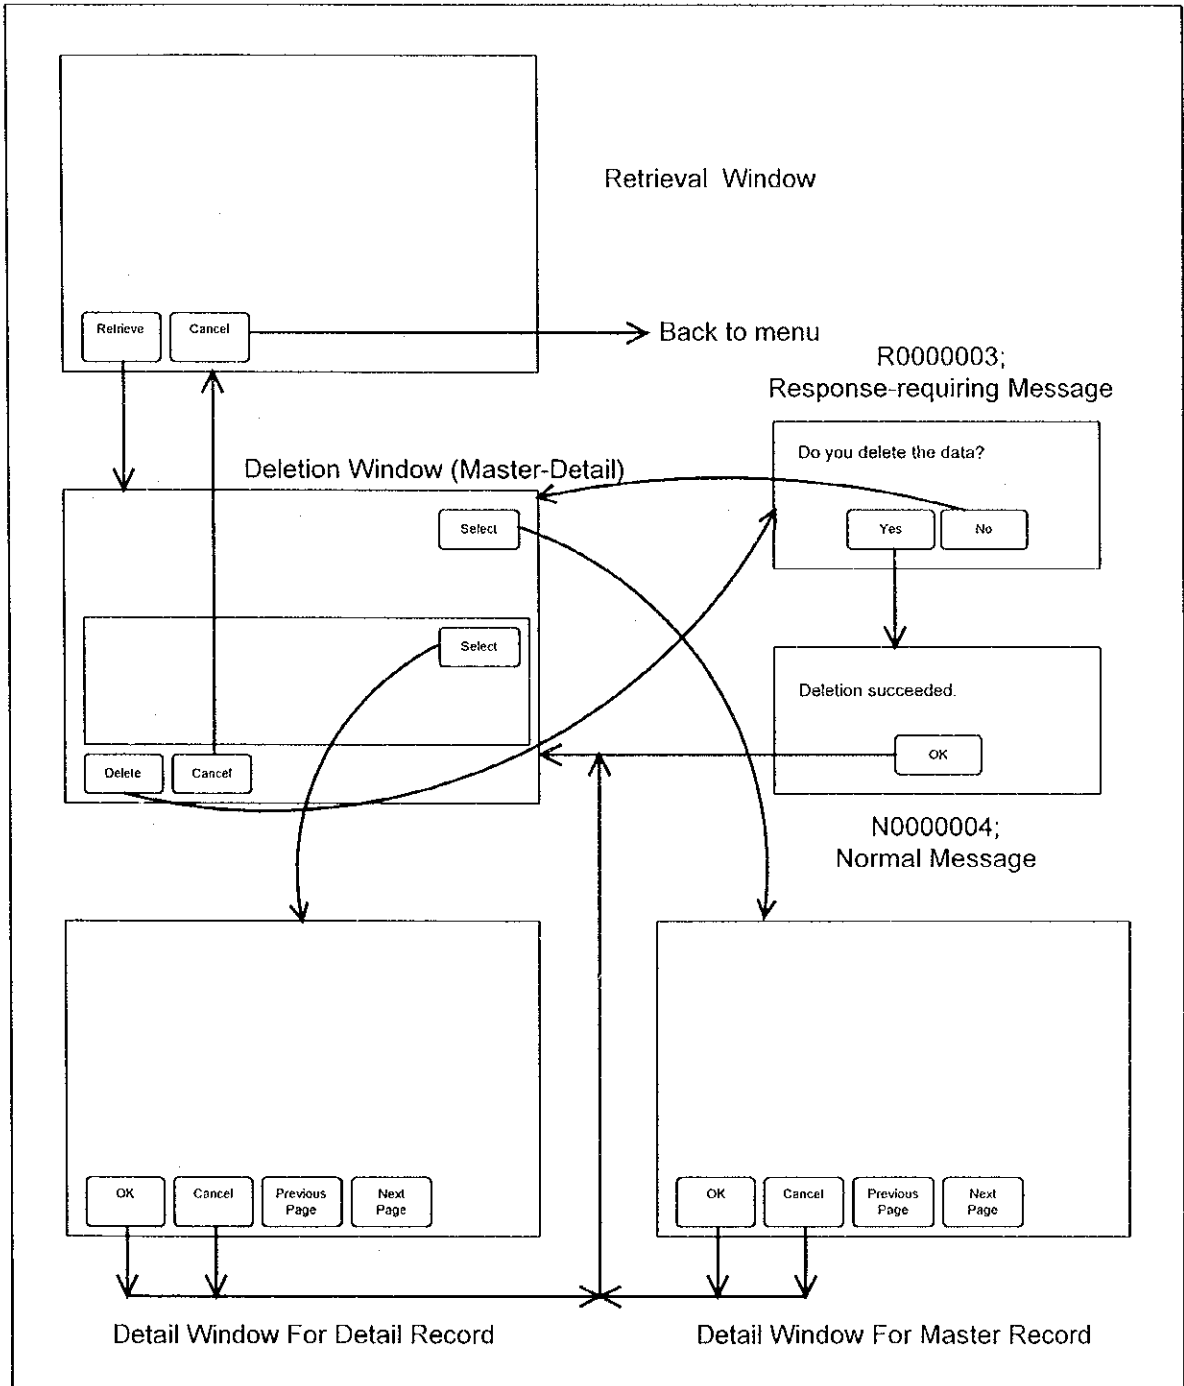 Retrieval Window
Retrieve
Cancel
Back to menu
R0000003;
Response-requiring Message
Do you delete the data?
Yes
No
Deletion Window (Master-Detail)
Select
Select
Delete
Cancel
Deletion succeeded.
OK
N0000004;
Normal Message
OK
Cancel
Previous
Page
Next
Page
OK
Cancel
Previous
Page
Next
Page
Detail Window For Detail Record
Detail Window For Master Record